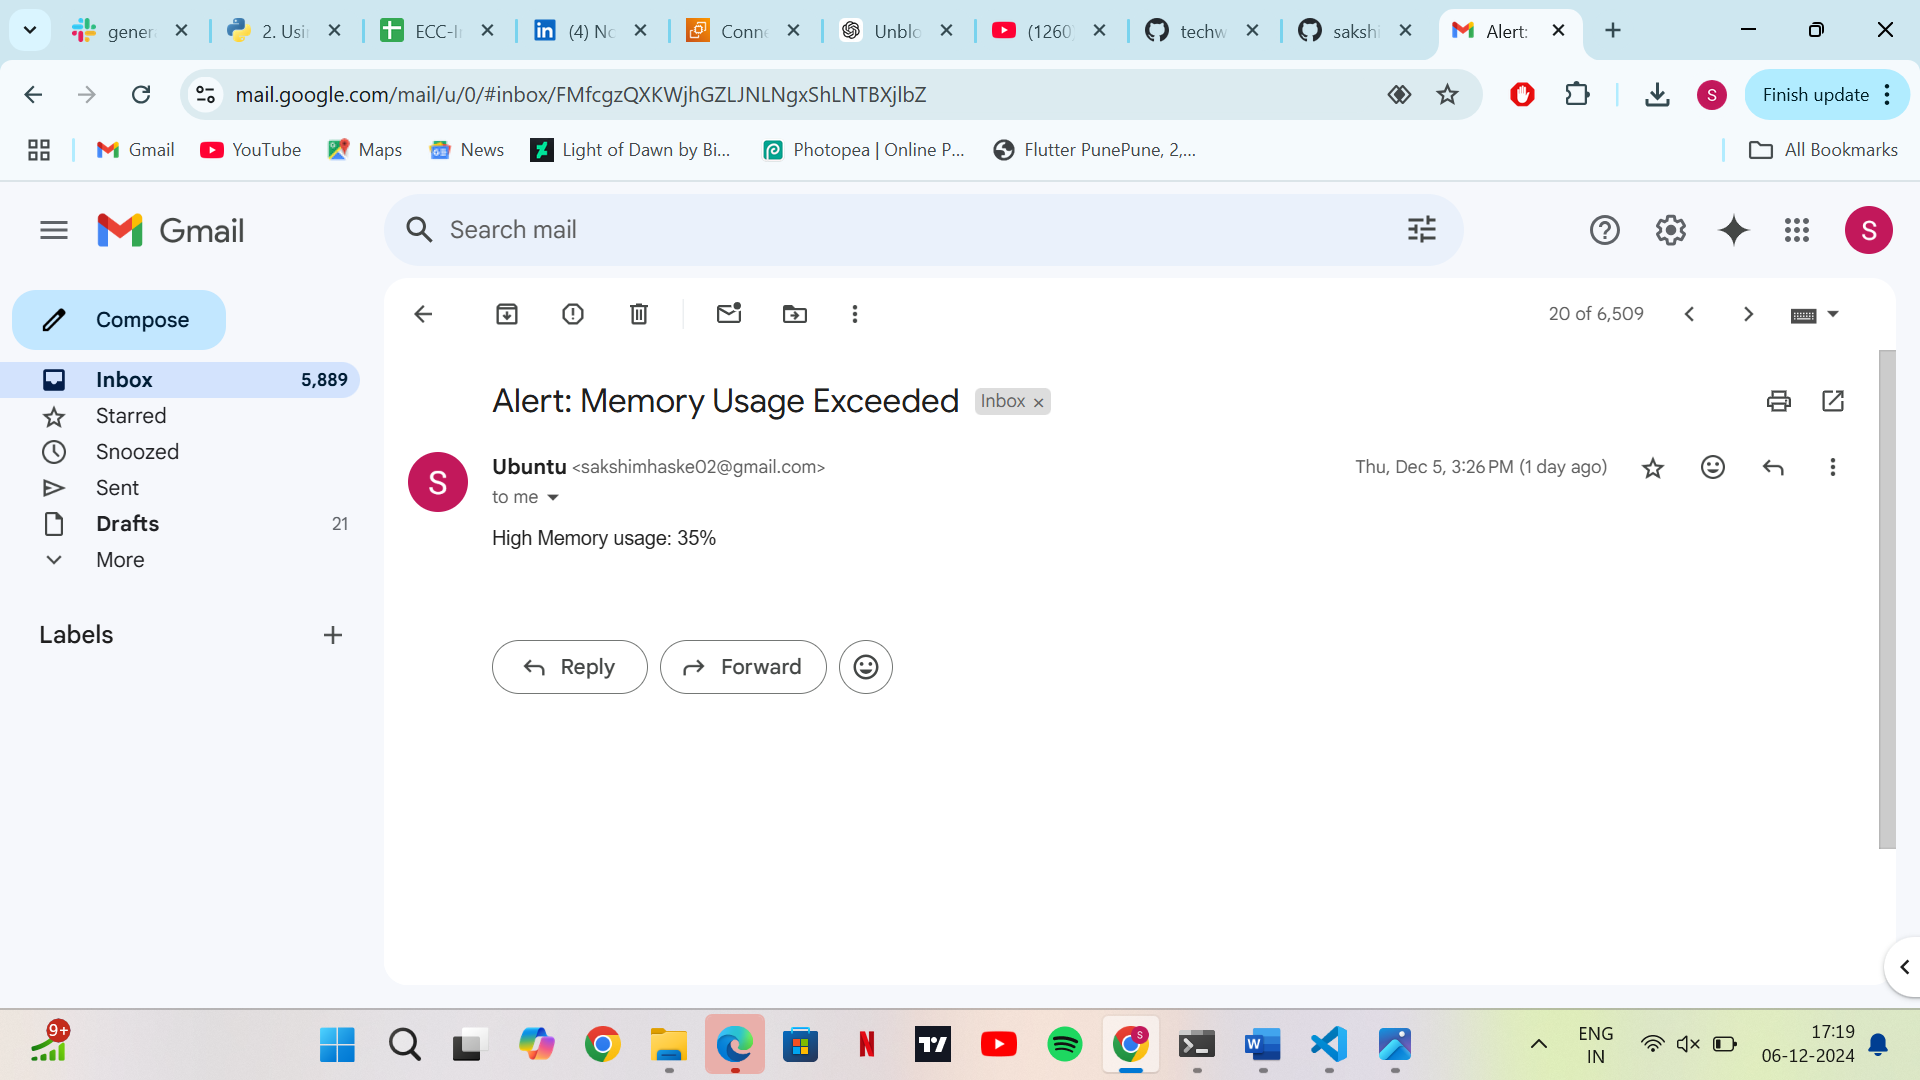 gener
2. Usi
ECC-I
(4) No
Conne
Unblo
(1260
techw
sakshi
Alert:
mail.google.com/mail/u/0/#inbox/FMfcgzQXKWjhGZLJNLNgxShLNTBXjlbZ
S
Finish update
Gmail
YouTube
Maps
News
Light of Dawn by Bi...
Photopea | Online P...
Flutter PunePune, 2,...
All Bookmarks
Gmail
Search mail
S
Compose
20 of 6,509
Inbox 5,889
Starred
Snoozed
Sent
Drafts 21
More
Labels
Alert: Memory Usage Exceeded Inbox ×
S
Ubuntu <sakshimhaske02@gmail.com>
Thu, Dec 5, 3:26 PM (1 day ago)
to me
High Memory usage: 35%
Reply
Forward
9+
ENG
IN
17:19
06-12-2024